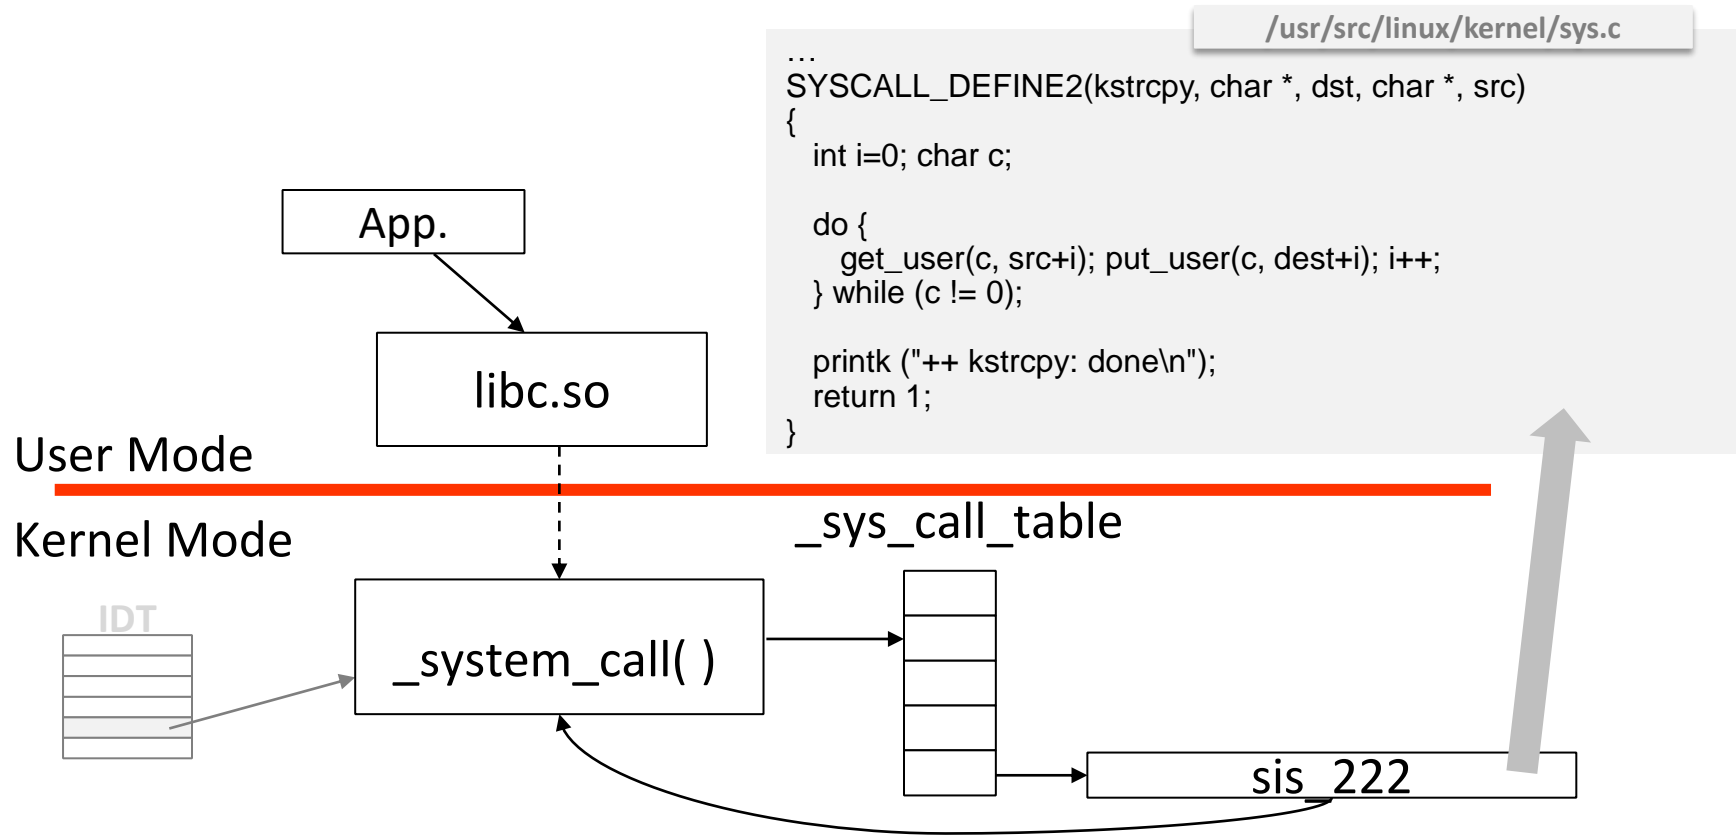 /usr/src/linux/kernel/sys.c
…
SYSCALL_DEFINE2(kstrcpy, char *, dst, char *, src)
{
int i=0; char c;
do {
get_user(c, src+i); put_user(c, dest+i); i++;
} while (c != 0);
printk ("++ kstrcpy: done\n");
return 1;
}
App.
libc.so
User Mode
Kernel Mode
_sys_call_table
IDT
_system_call( )
sis_222